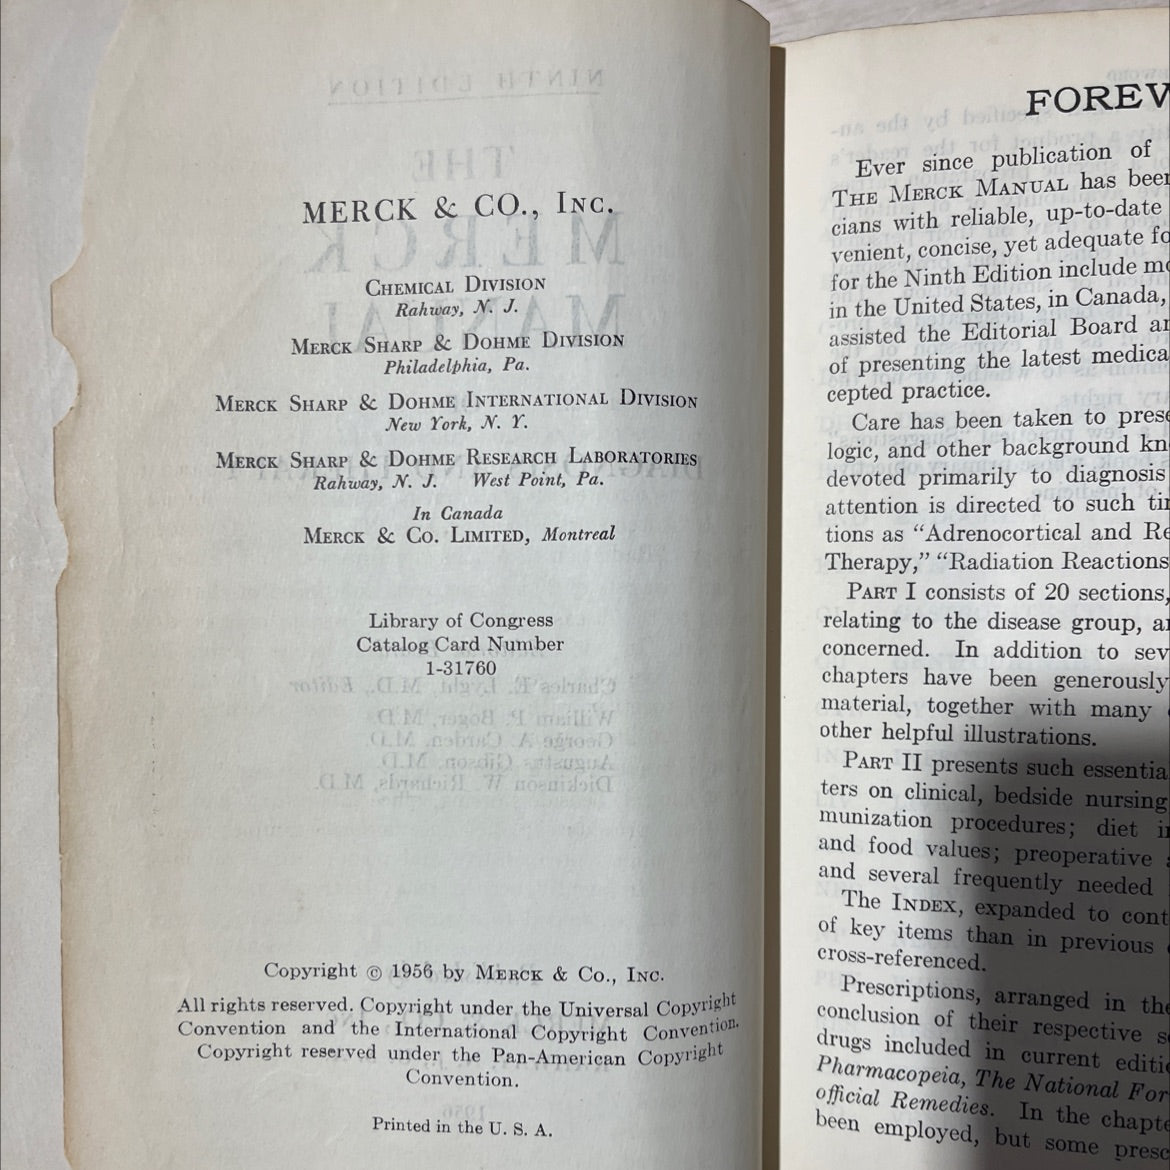 MERCK & CO., INC.
CHEMICAL DIVISION
Rahway, N. J.
MERCK SHARP & DOHME DIVISION
Philadelphia, Pa.
MERCK SHARP & DOHME INTERNATIONAL DIVISION
New York, N. Y.
MERCK SHARP & DOHME RESEARCH LABORATORIES
Rahway, N. J. West Point, Pa.
In Canada
MERCK & CO. LIMITED, Montreal
Library of Congress
Catalog Card Number
1-31760
Copyright © 1956 by MERCK & CO., INC.
All rights reserved. Copyright under the Universal Copyright
Convention and the International Copyright Convention.
Copyright reserved under the Pan-American Copyright
Convention.
Printed in the U. S. A.
FOREW
Ever since publication of
THE MERCK MANUAL has been
cians with reliable, up-to-date
venient, concise, yet adequate fo
for the Ninth Edition include mo
in the United States, in Canada,
assisted the Editorial Board an
of presenting the latest medica
cepted practice.
Care has been taken to prese
logic, and other background kn
devoted primarily to diagnosis
attention is directed to such tim
tions as “Adrenocortical and Re
Therapy,” “Radiation Reactions
PART I consists of 20 sections,
relating to the disease group, an
concerned. In addition to sev
chapters have been generously
material, together with many
other helpful illustrations.
PART II presents such essentia
ters on clinical, bedside nursing
munization procedures; diet in
and food values; preoperative
and several frequently needed
The INDEX, expanded to cont
of key items than in previous
cross-referenced.
Prescriptions, arranged in the
conclusion of their respective s
drugs included in current editi
Pharmacopeia, The National For
official Remedies. In the chapte
been employed, but some presc